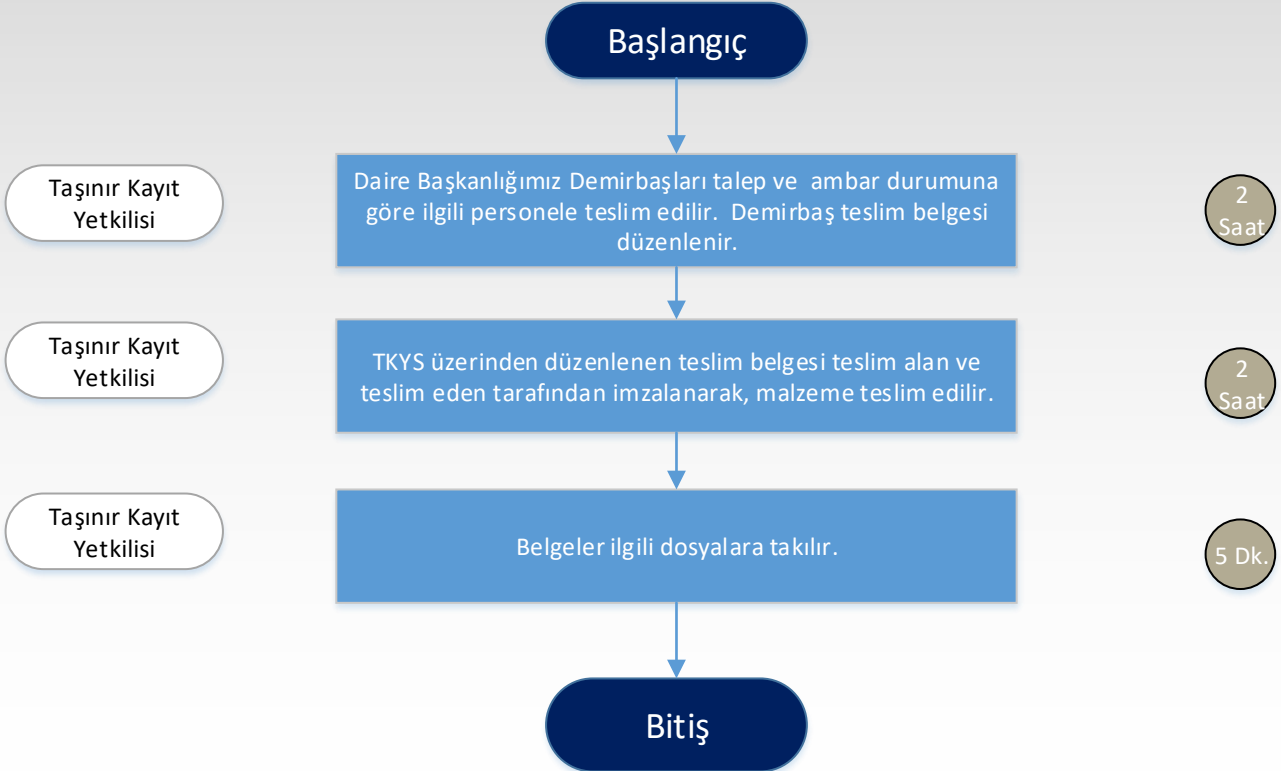 Başlangıç
Taşınır Kayıt
Yetkilisi
Daire Başkanlığımız Demirbaşları talep ve ambar durumuna
göre ilgili personele teslim edilir. Demirbaş teslim belgesi
düzenlenir.
2
Saat
Taşınır Kayıt
Yetkilisi
TKYS üzerinden düzenlenen teslim belgesi teslim alan ve
teslim eden tarafından imzalanarak, malzeme teslim edilir.
2
Saat
Taşınır Kayıt
Yetkilisi
Belgeler ilgili dosyalara takılır.
5 Dk.
Bitiş